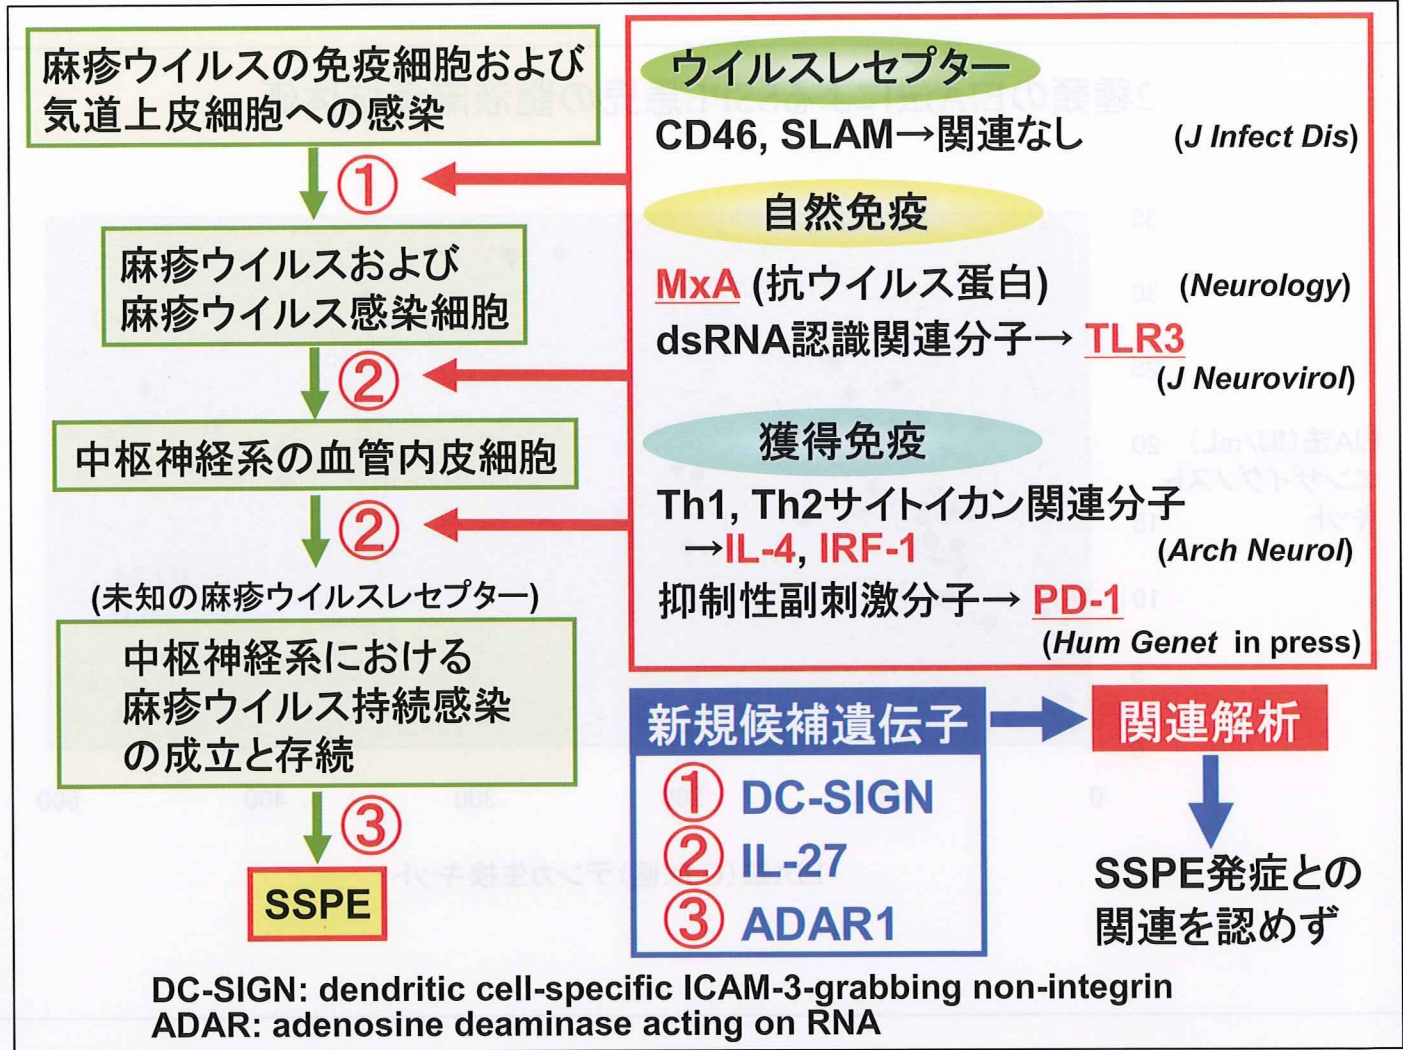 麻疹ウイルスの免疫細胞および
気道上皮細胞への感染
①
麻疹ウイルスおよび
麻疹ウイルス感染細胞
②
中枢神経系の血管内皮細胞
②
(未知の麻疹ウイルスレセプター)
中枢神経系における
麻疹ウイルス持続感染
の成立と存続
③
SSPE
ウイルスレセプター
CD46, SLAM→関連なし (J Infect Dis)
自然免疫
MxA (抗ウイルス蛋白) (Neurology)
dsRNA認識関連分子→ TLR3
(J Neurovirol)
獲得免疫
Th1, Th2サイトイカン関連分子
→IL-4, IRF-1 (Arch Neurol)
抑制性副刺激分子→ PD-1
(Hum Genet in press)
新規候補遺伝子
① DC-SIGN
② IL-27
③ ADAR1
関連解析
SSPE発症との
関連を認めず
DC-SIGN: dendritic cell-specific ICAM-3-grabbing non-integrin
ADAR: adenosine deaminase acting on RNA